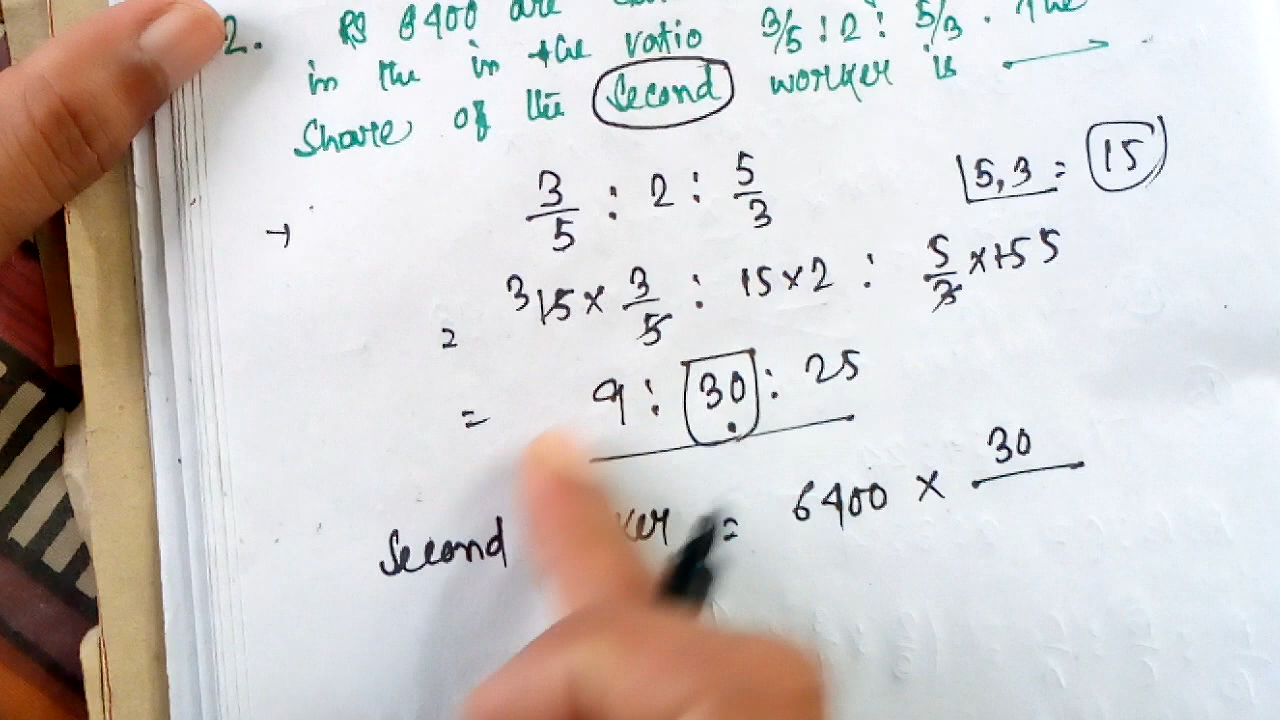 2. RS 6400 are
in the in the ratio 3/5 : 2 : 5/3 . The
Share of the Second worker is
→ 3/5 : 2 : 5/3
5, 3 = 15
= 3 15 × 3/5 : 15 × 2 : 5/3 × 15 5
= 9 : 30 : 25
Second = 6400 × 30